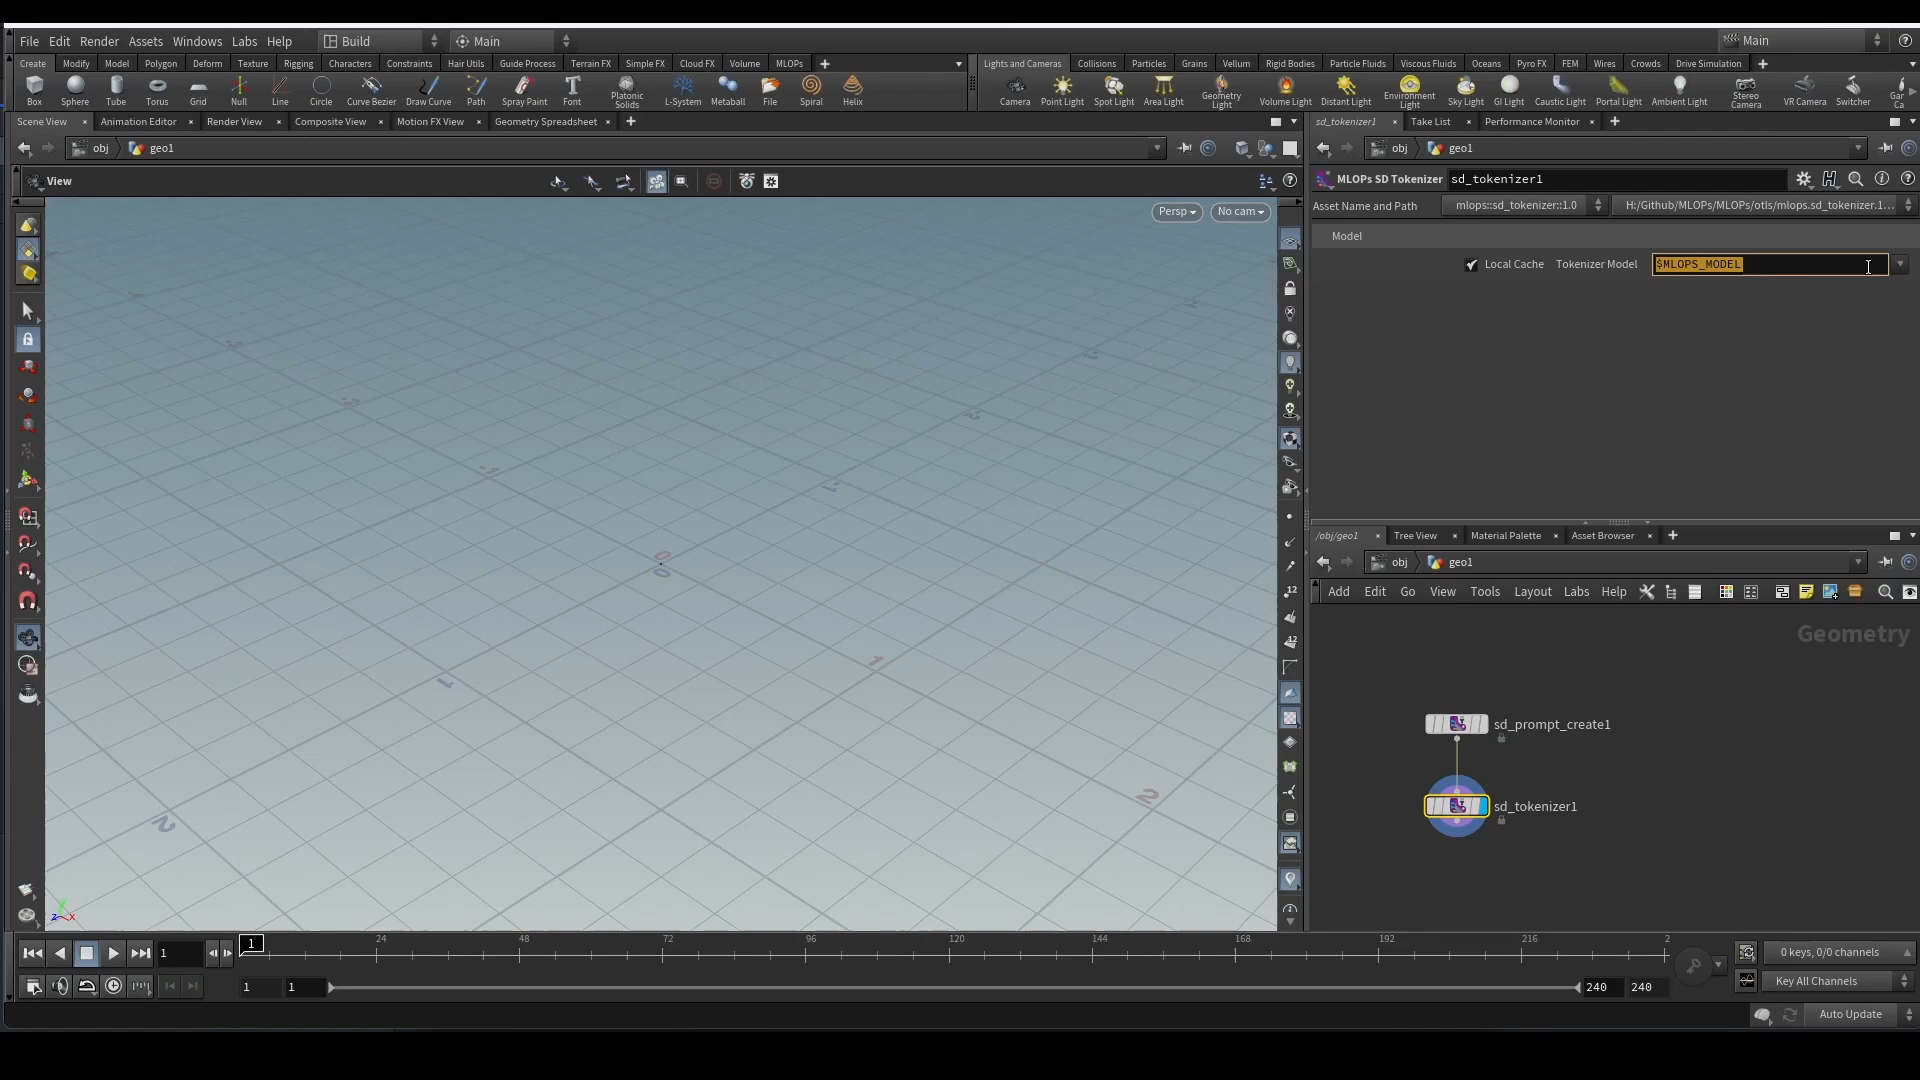 File Edit Render Assets Windows Labs Help Build Main Main
Create Modify Model Polygon Deform Texture Rigging Characters Constraints Hair Utils Guide Process Terrain FX Simple FX Cloud FX Volume MLOPs
Lights and Cameras Collisions Particles Grains Vellum Rigid Bodies Particle Fluids Viscous Fluids Oceans Pyro FX FEM Wires Crowds Drive Simulation
Box Sphere Tube Torus Grid Null Line Circle Curve Bezier Draw Curve Path Spray Paint Font Platonic Solids L-System Metaball File Spiral Helix
Camera Point Light Spot Light Area Light Geometry Light Volume Light Distant Light Environment Light Sky Light GI Light Caustic Light Portal Light Ambient Light Stereo Camera VR Camera Switcher Gar Ca
Scene View Animation Editor Render View Composite View Motion FX View Geometry Spreadsheet
sd_tokenizer1 Take List Performance Monitor
obj geo1
obj geo1
View
MLOPs SD Tokenizer sd_tokenizer1
Asset Name and Path mlops::sd_tokenizer::1.0 H:/Github/MLOPs/MLOPs/otls/mlops.sd_tokenizer.1...
Persp No cam
Model
Local Cache Tokenizer Model $MLOPS_MODEL
/obj/geo1 Tree View Material Palette Asset Browser
obj geo1
Add Edit Go View Tools Layout Labs Help
Geometry
sd_prompt_create1
sd_tokenizer1
0
0
1
1
2
2
z x
1 1 24 48 72 96 120 144 168 192 216 2
0 keys, 0/0 channels
1 1 240 240
Key All Channels
Auto Update